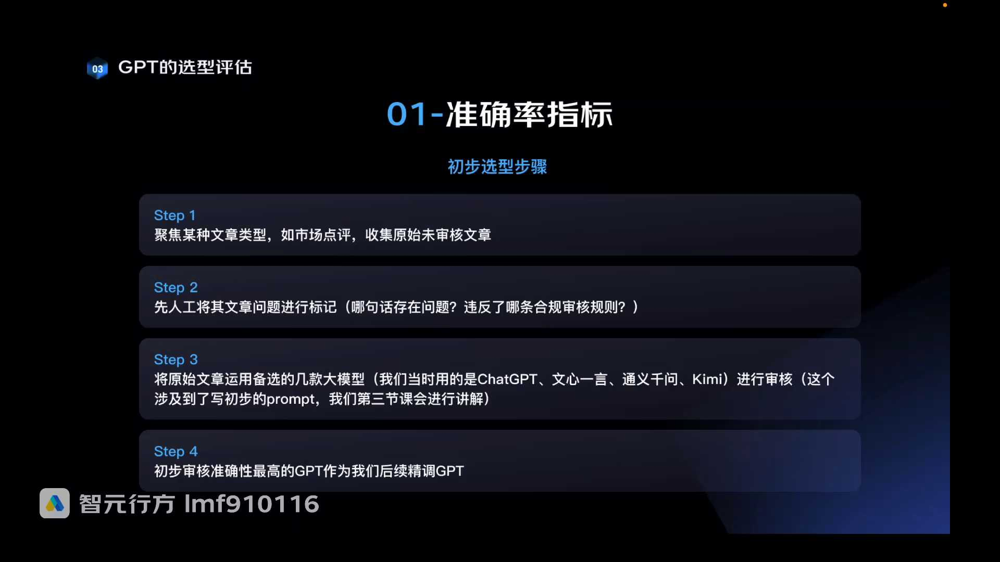 03 GPT的选型评估
01-准确率指标
初步选型步骤
Step 1
聚焦某种文章类型，如市场点评，收集原始未审核文章
Step 2
先人工将其文章问题进行标记（哪句话存在问题？违反了哪条合规审核规则？）
Step 3
将原始文章运用备选的几款大模型（我们当时用的是ChatGPT、文心一言、通义千问、Kimi）进行审核（这个
涉及到了写初步的prompt，我们第三节课会进行讲解）
Step 4
初步审核准确性最高的GPT作为我们后续精调GPT
智元行方 lmf910116